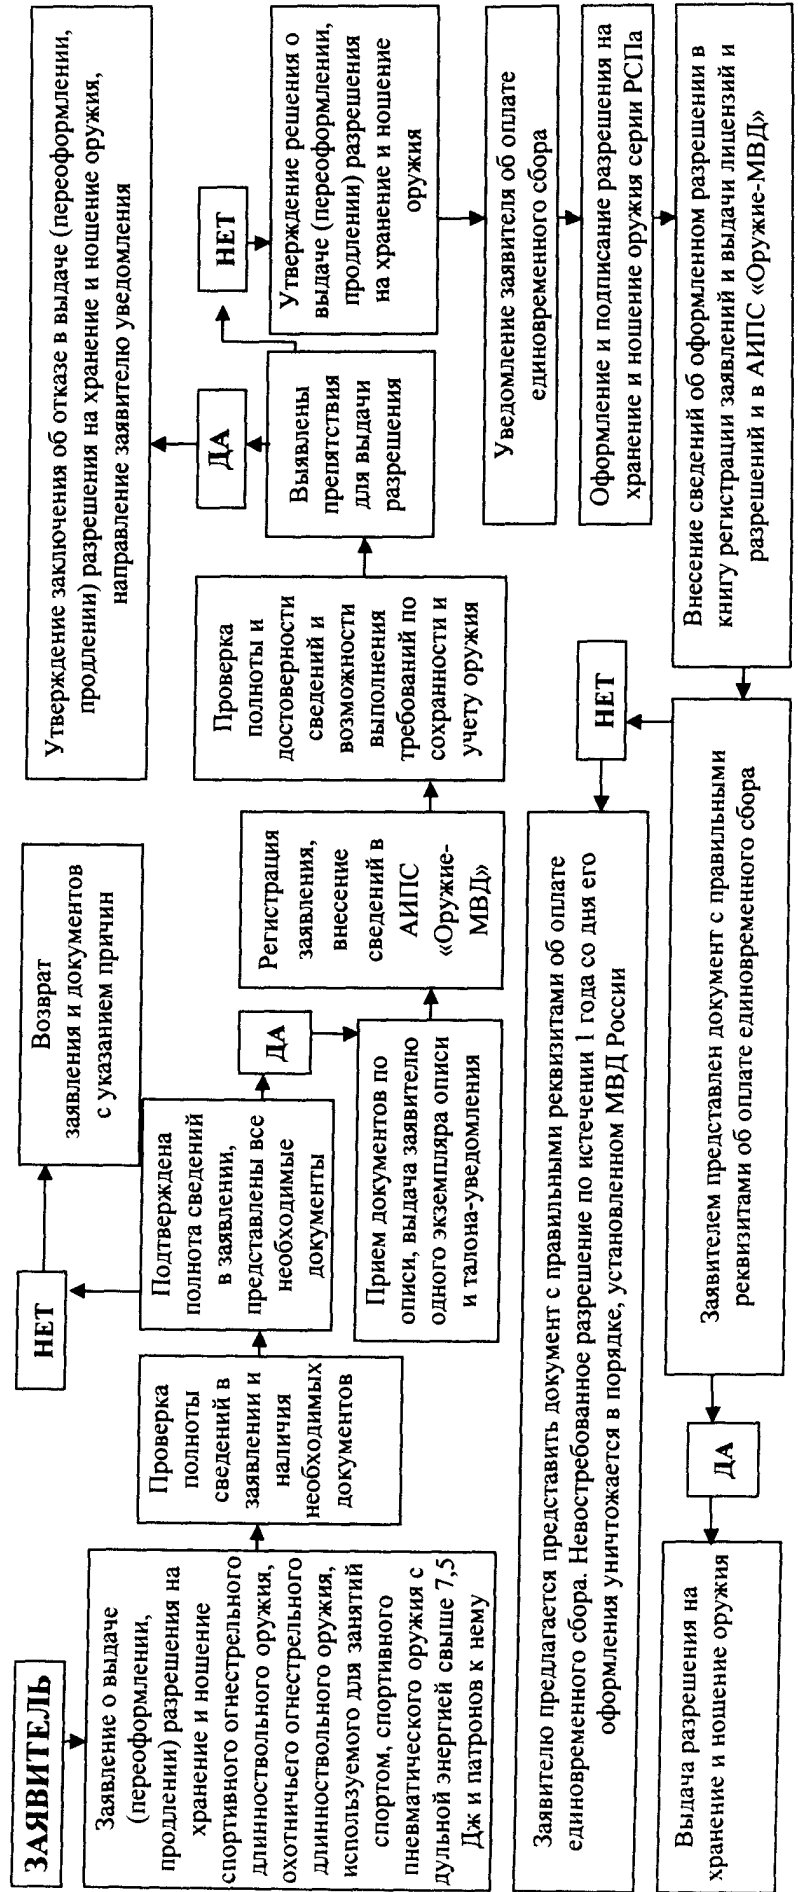 ЗАЯВИТЕЛЬ
Заявление о выдаче
(переоформлении,
продлении) разрешения на
хранение и ношение
спортивного огнестрельного
длинноствольного оружия,
охотничьего огнестрельного
длинноствольного оружия,
используемого для занятий
спортом, спортивного
пневматического оружия с
дульной энергией свыше 7,5
Дж и патронов к нему
Проверка
полноты
сведений в
заявлении и
наличия
необходимых
документов
Подтверждена
полнота сведений
в заявлении,
представлены все
необходимые
документы
НЕТ
Возврат
заявления и документов
с указанием причин
ДА
Прием документов по
описи, выдача заявителю
одного экземпляра описи
и талона-уведомления
Регистрация
заявления,
внесение
сведений в
АИПС
«Оружие-
МВД»
Проверка
полноты и
достоверности
сведений и
возможности
выполнения
требований по
сохранности и
учету оружия
Выявлены
препятствия
для выдачи
разрешения
ДА
Утверждение заключения об отказе в выдаче (переоформлении,
продлении) разрешения на хранение и ношение оружия,
направление заявителю уведомления
НЕТ
Утверждение решения о
выдаче (переоформлении,
продлении) разрешения
на хранение и ношение
оружия
Уведомление заявителя об оплате
единовременного сбора
Оформление и подписание разрешения на
хранение и ношение оружия серии РСПа
Внесение сведений об оформленном разрешении в
книгу регистрации заявлений и выдачи лицензий и
разрешений и в АИПС «Оружие-МВД»
Заявителем представлен документ с правильными
реквизитами об оплате единовременного сбора
НЕТ
Заявителю предлагается представить документ с правильными реквизитами об оплате
единовременного сбора. Невостребованное разрешение по истечении 1 года со дня его
оформления уничтожается в порядке, установленном МВД России
ДА
Выдача разрешения на
хранение и ношение оружия